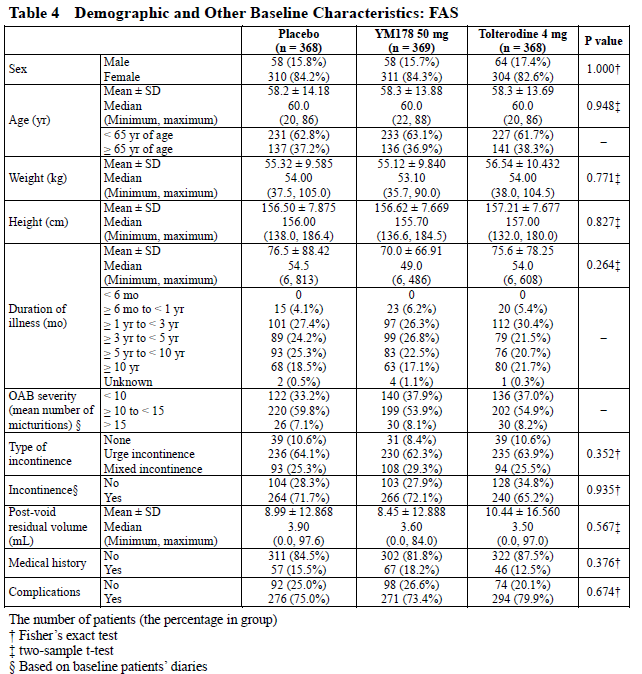 Table 4 Demographic and Other Baseline Characteristics: FAS
Placebo (n = 368) YM178 50 mg (n = 369) Tolterodine 4 mg (n = 368) P value
Sex Male 58 (15.8%) 58 (15.7%) 64 (17.4%) 1.000†
Female 310 (84.2%) 311 (84.3%) 304 (82.6%)
Age (yr) Mean ± SD 58.2 ± 14.18 58.3 ± 13.88 58.3 ± 13.69 0.948‡
Median 60.0 60.0 60.0
(Minimum, maximum) (20, 86) (22, 88) (20, 86)
< 65 yr of age 231 (62.8%) 233 (63.1%) 227 (61.7%) –
≥ 65 yr of age 137 (37.2%) 136 (36.9%) 141 (38.3%)
Weight (kg) Mean ± SD 55.32 ± 9.585 55.12 ± 9.840 56.54 ± 10.432 0.771‡
Median 54.00 53.10 54.00
(Minimum, maximum) (37.5, 105.0) (35.7, 90.0) (38.0, 104.5)
Height (cm) Mean ± SD 156.50 ± 7.875 156.62 ± 7.669 157.21 ± 7.677 0.827‡
Median 156.00 155.70 157.00
(Minimum, maximum) (138.0, 186.4) (136.6, 184.5) (132.0, 180.0)
Duration of illness (mo) Mean ± SD 76.5 ± 88.42 70.0 ± 66.91 75.6 ± 78.25 0.264‡
Median 54.5 49.0 54.0
(Minimum, maximum) (6, 813) (6, 486) (6, 608)
< 6 mo 0 0 0 –
≥ 6 mo to < 1 yr 15 (4.1%) 23 (6.2%) 20 (5.4%)
≥ 1 yr to < 3 yr 101 (27.4%) 97 (26.3%) 112 (30.4%)
≥ 3 yr to < 5 yr 89 (24.2%) 99 (26.8%) 79 (21.5%)
≥ 5 yr to < 10 yr 93 (25.3%) 83 (22.5%) 76 (20.7%)
≥ 10 yr 68 (18.5%) 63 (17.1%) 80 (21.7%)
Unknown 2 (0.5%) 4 (1.1%) 1 (0.3%)
OAB severity (mean number of micturitions) § < 10 122 (33.2%) 140 (37.9%) 136 (37.0%) –
≥ 10 to < 15 220 (59.8%) 199 (53.9%) 202 (54.9%)
> 15 26 (7.1%) 30 (8.1%) 30 (8.2%)
Type of incontinence None 39 (10.6%) 31 (8.4%) 39 (10.6%) 0.352†
Urge incontinence 236 (64.1%) 230 (62.3%) 235 (63.9%)
Mixed incontinence 93 (25.3%) 108 (29.3%) 94 (25.5%)
Incontinence§ No 104 (28.3%) 103 (27.9%) 128 (34.8%) 0.935†
Yes 264 (71.7%) 266 (72.1%) 240 (65.2%)
Post-void residual volume (mL) Mean ± SD 8.99 ± 12.868 8.45 ± 12.888 10.44 ± 16.560 0.567‡
Median 3.90 3.60 3.50
(Minimum, maximum) (0.0, 97.6) (0.0, 84.0) (0.0, 97.0)
Medical history No 311 (84.5%) 302 (81.8%) 322 (87.5%) 0.376†
Yes 57 (15.5%) 67 (18.2%) 46 (12.5%)
Complications No 92 (25.0%) 98 (26.6%) 74 (20.1%) 0.674†
Yes 276 (75.0%) 271 (73.4%) 294 (79.9%)
The number of patients (the percentage in group)
† Fisher's exact test
‡ two-sample t-test
§ Based on baseline patients' diaries